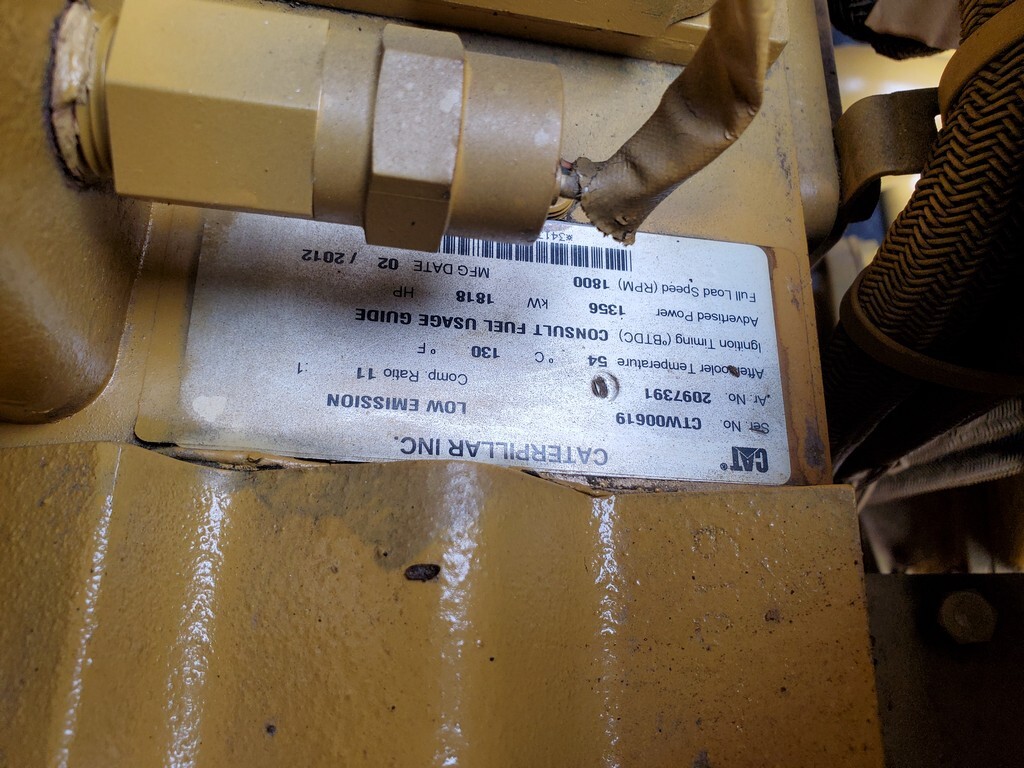 CAT® CATERPILLAR INC.
Ser. No. CTW00619 LOW EMISSION
Ar. No. 2097391 Comp. Ratio 11 :1
Aftercooler Temperature 54 °C 130 °F
Ignition Timing (°BTDC) CONSULT FUEL USAGE GUIDE
Advertised Power 1356 kW 1818 HP
Full Load Speed (RPM) 1800 MFG DATE 02 / 2012